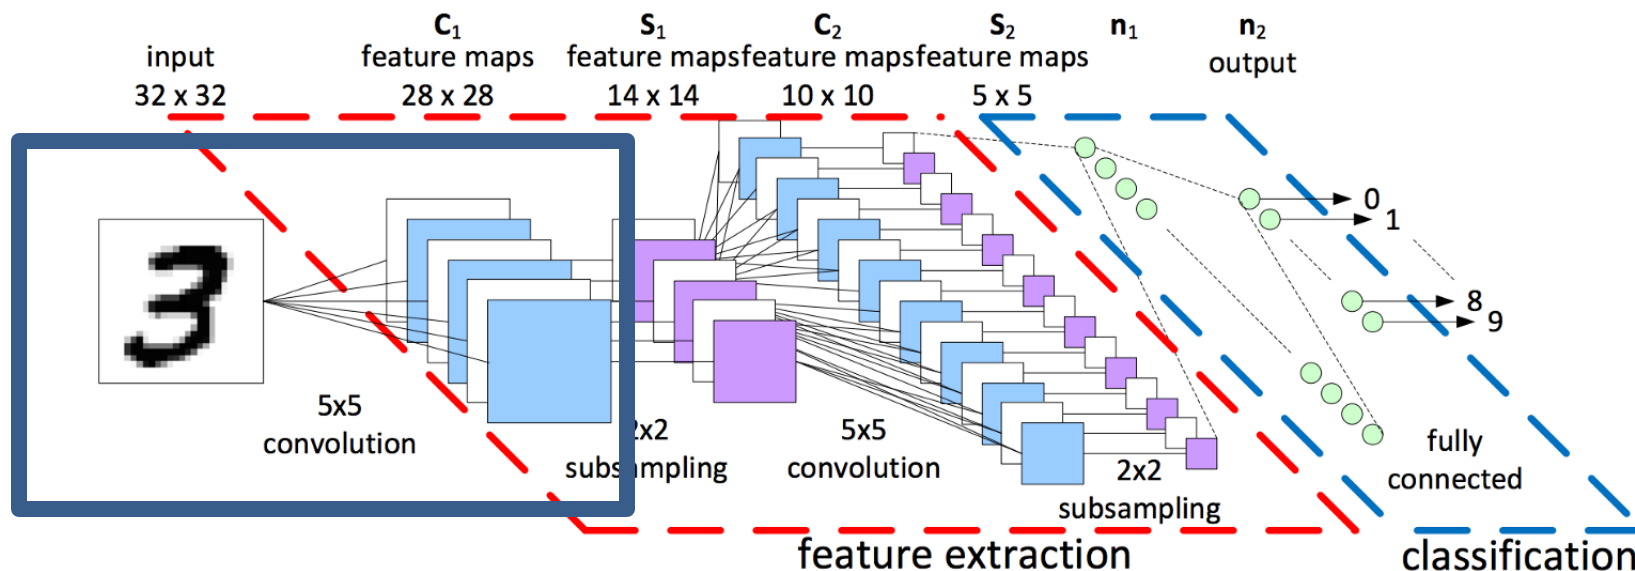 C1
S1
C2
S2
n1
n2
input
feature maps
feature maps
feature maps
feature maps
output
32 x 32
28 x 28
14 x 14
10 x 10
5 x 5
0
1
8
9
5x5
convolution
2x2
subsampling
5x5
convolution
2x2
subsampling
fully
connected
feature extraction
classification